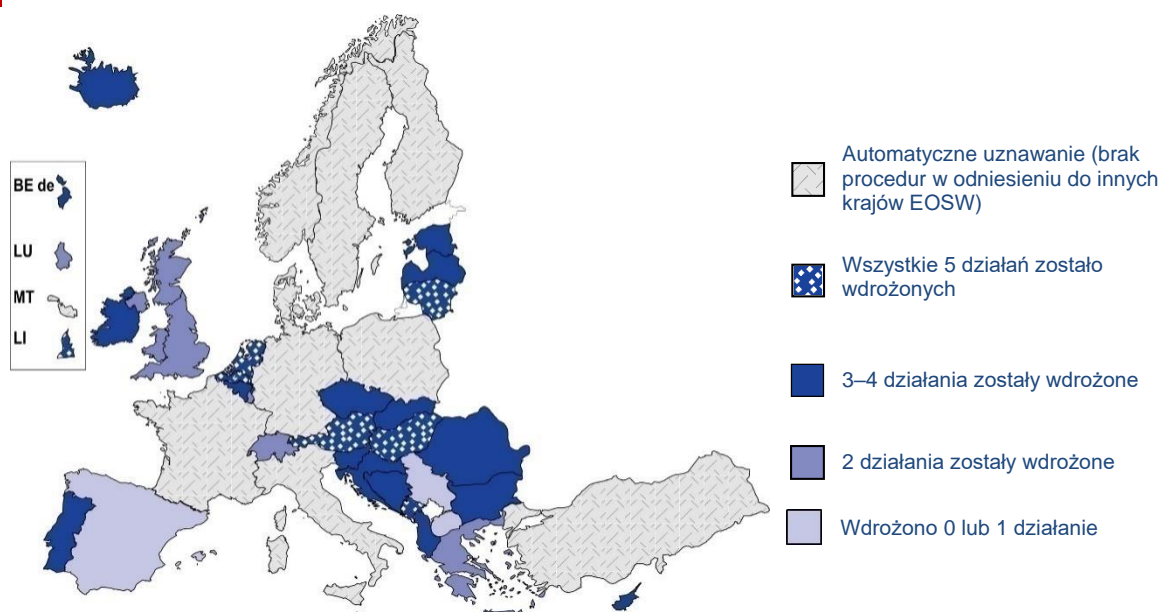 BE de
LU
MT
LI
Automatyczne uznawanie (brak
procedur w odniesieniu do innych
krajów EOSW)
Wszystkie 5 działań zostało
wdrożonych
3–4 działania zostały wdrożone
2 działania zostały wdrożone
Wdrożono 0 lub 1 działanie